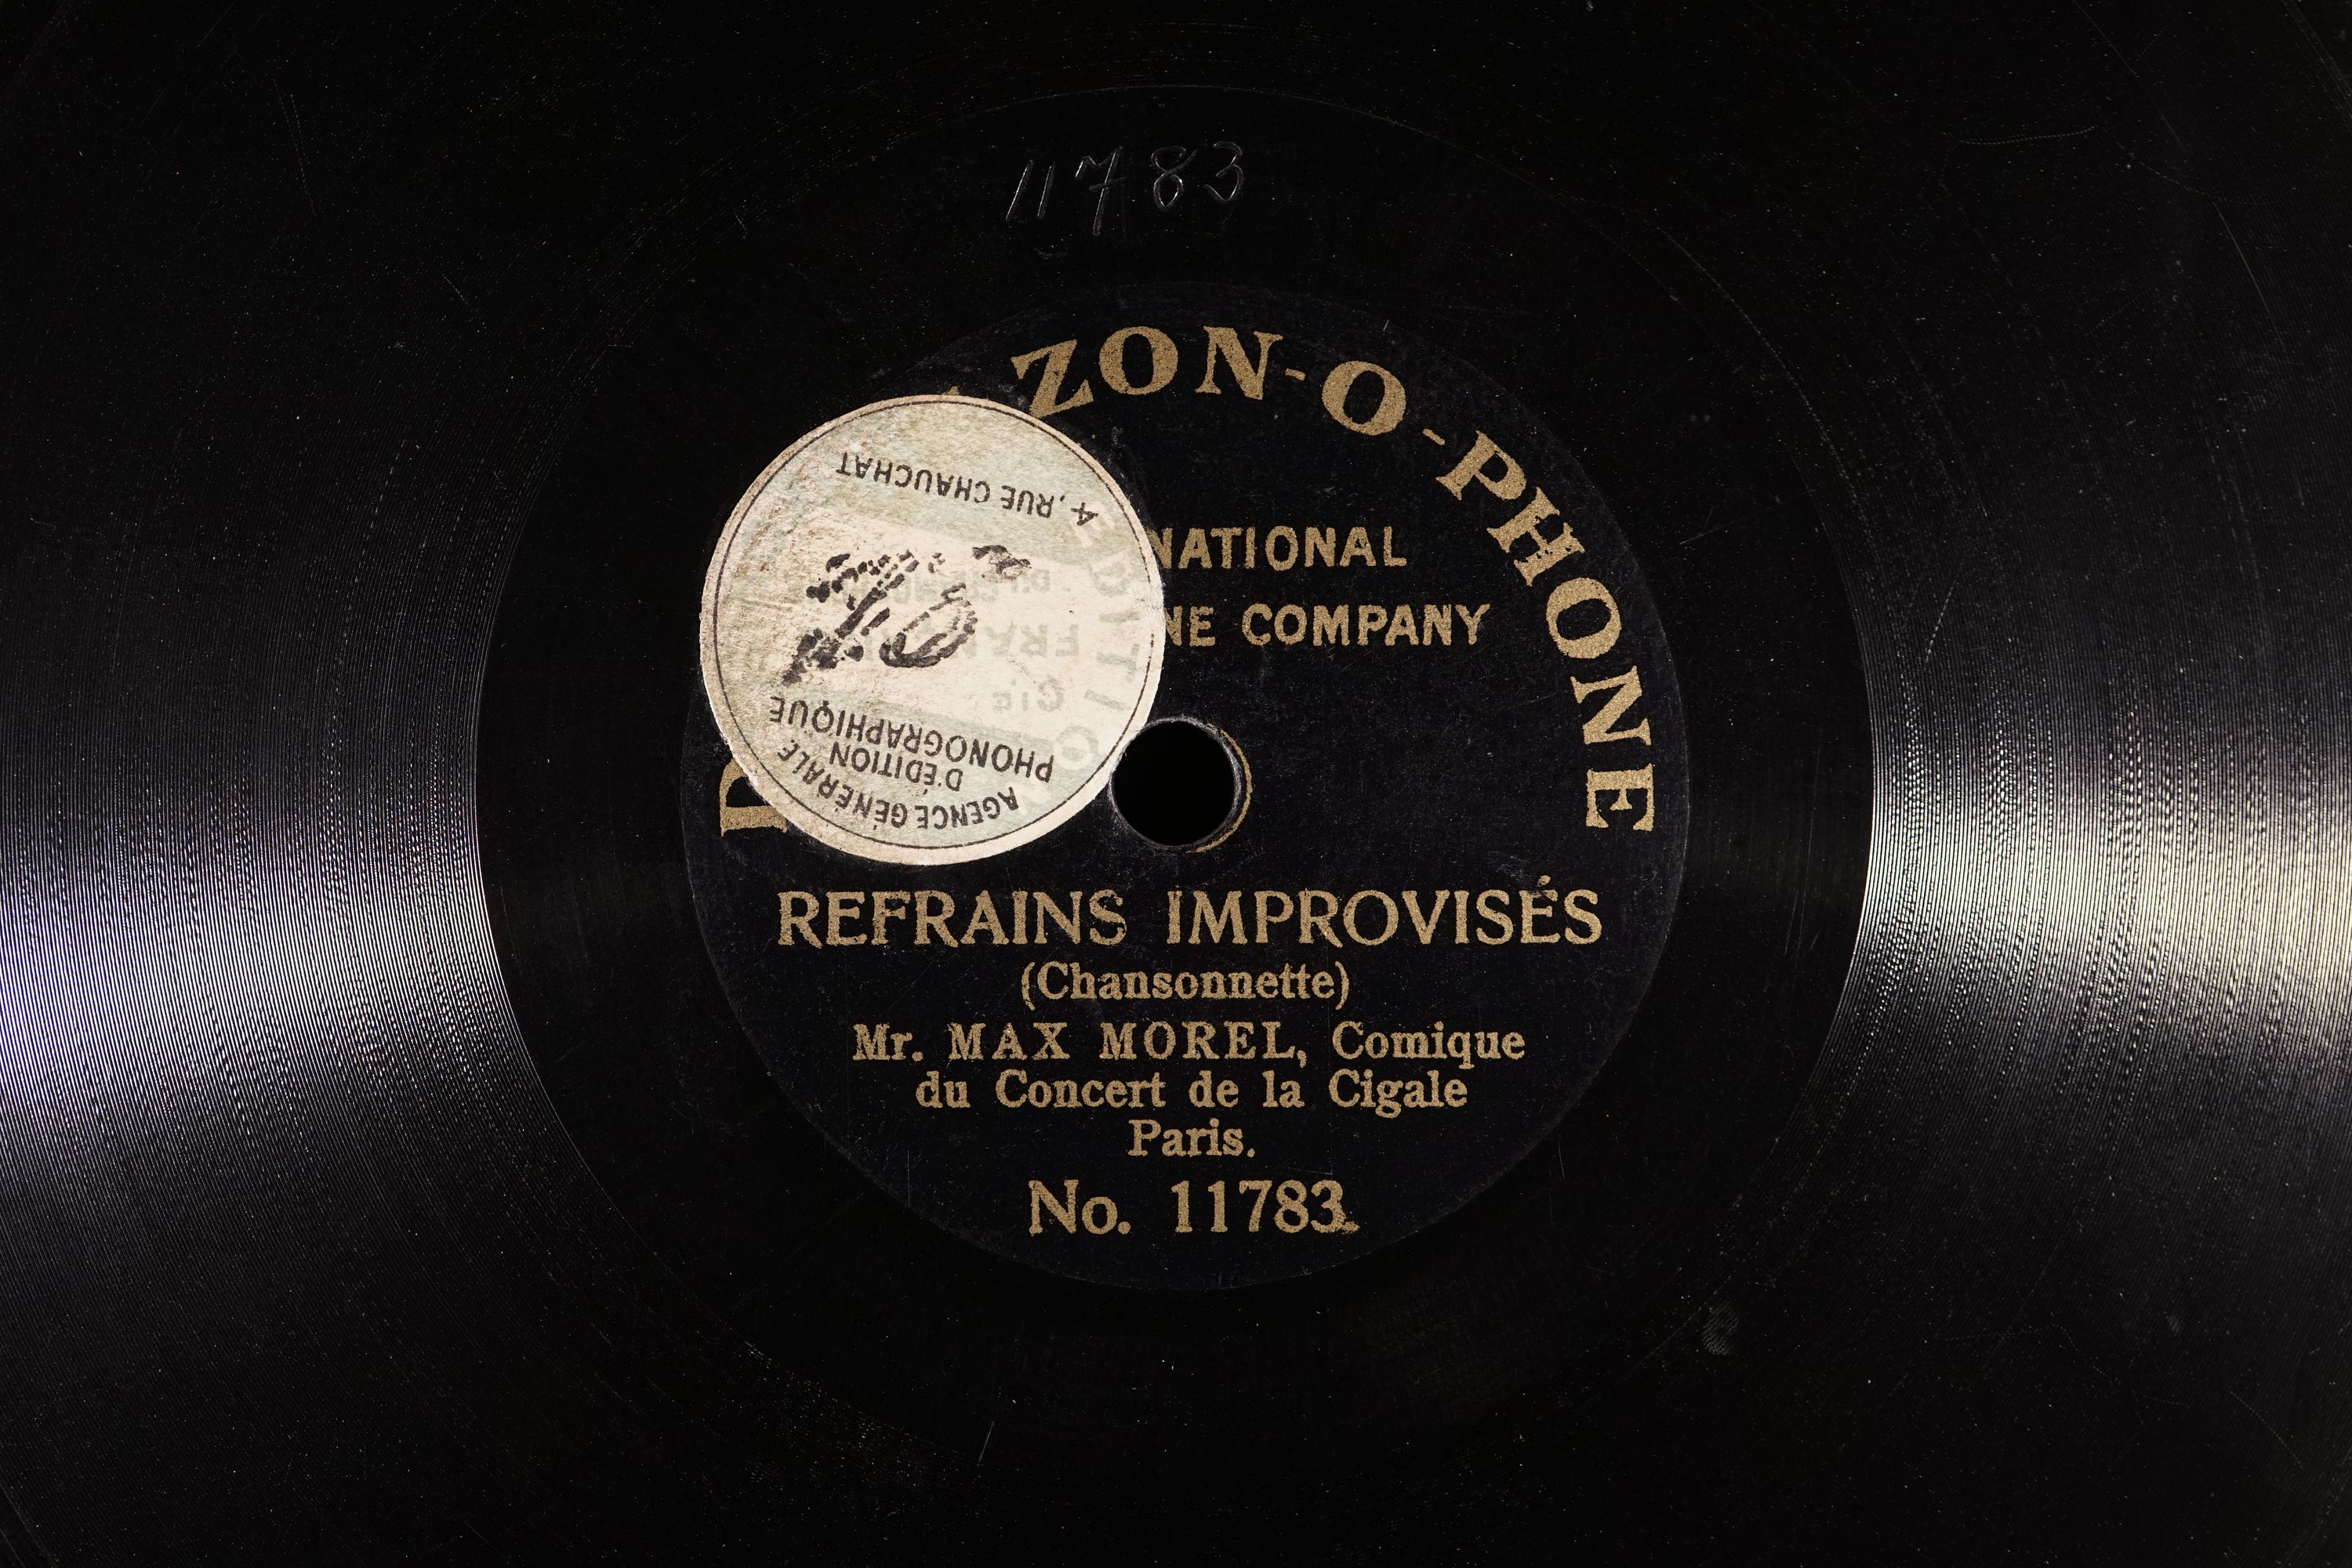 11783
ZON-O-PHONE
NATIONAL
NE COMPANY
4, RUE CHAUCHAT
AGENCE GÉNÉRALE
D'ÉDITION
PHONOGRAPHIQUE
REFRAINS IMPROVISÉS
(Chansonnette)
Mr. MAX MOREL, Comique
du Concert de la Cigale
Paris.
No. 11783.